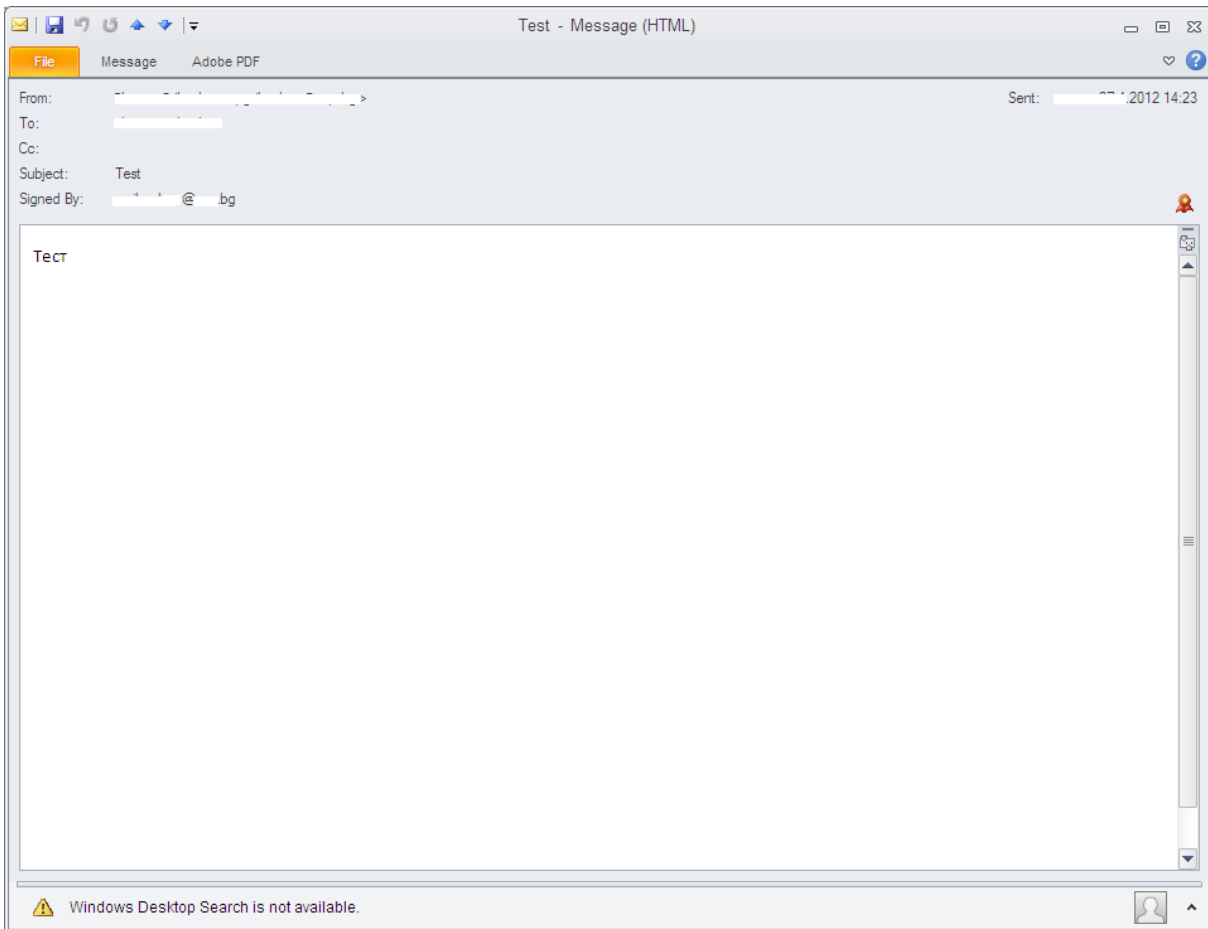 Test - Message (HTML)
File Message Adobe PDF
From: > Sent: .2012 14:23
To:
Cc:
Subject: Test
Signed By: @ .bg
Тест
Windows Desktop Search is not available.